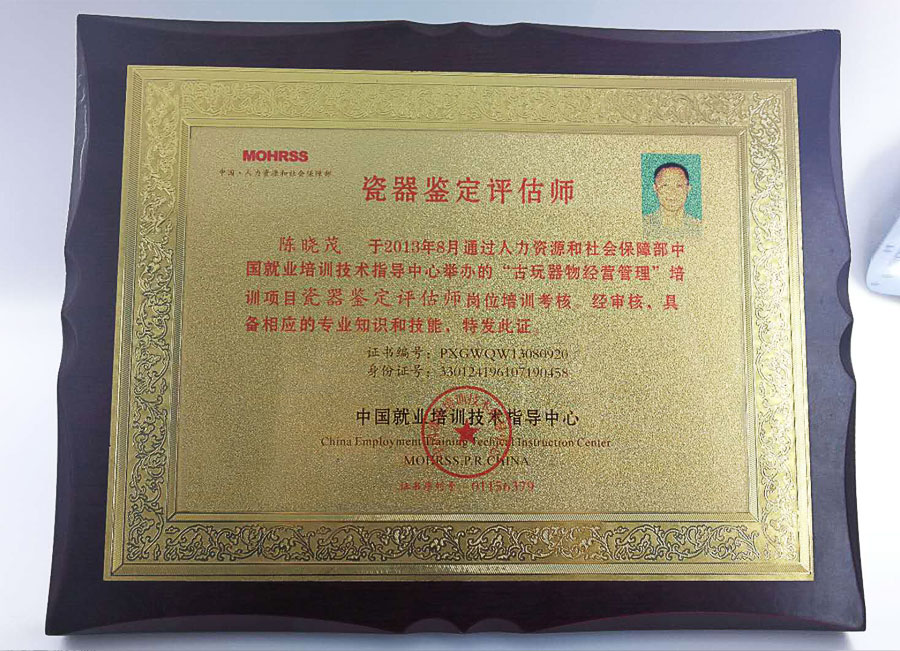 MOHRSS
中国·人力资源和社会保障部
瓷器鉴定评估师
陈晓茂 于2013年8月通过人力资源和社会保障部中
国就业培训技术指导中心举办的“古玩器物经营管理”培
训项目瓷器鉴定评估师岗位培训考核。经审核，具
备相应的专业知识和技能，特发此证。
证书编号：PXGWQW13080920
身份证号：330124196107190458
中国就业培训技术指导中心
China Employment Training Techical Instruction Center
MOHRSS.P.R.CHINA
01156379